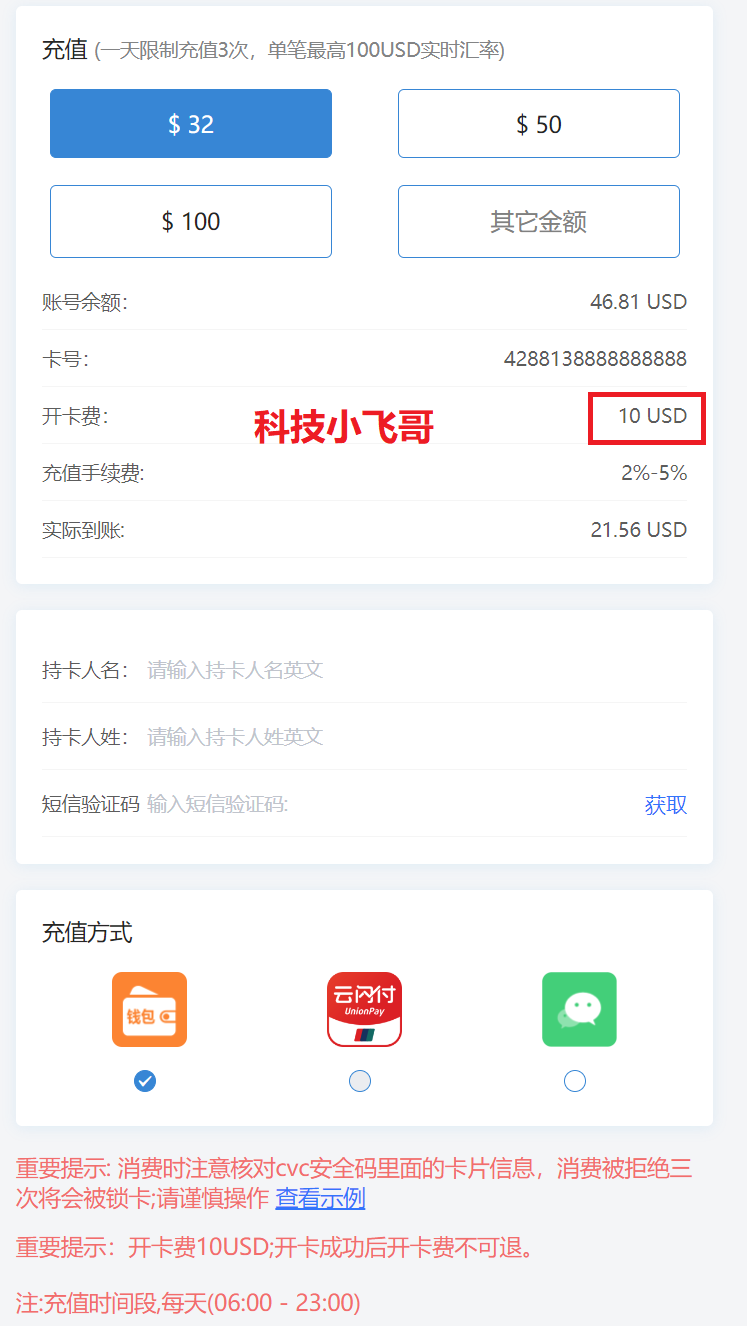 充值 (一天限制充值3次，单笔最高100USD实时汇率)
$ 32
$ 50
$ 100
其它金额
账号余额：
46.81 USD
卡号：
4288138888888888
开卡费：
科技小飞哥
10 USD
充值手续费:
2%-5%
实际到账:
21.56 USD
持卡人名：
请输入持卡人名英文
持卡人姓：
请输入持卡人姓英文
短信验证码
输入短信验证码:
获取
充值方式
钱包
云闪付
UnionPay
重要提示: 消费时注意核对cvc安全码里面的卡片信息，消费被拒绝三
次将会被锁卡;请谨慎操作 查看示例
重要提示：开卡费10USD;开卡成功后开卡费不可退。
注:充值时间段,每天(06:00 - 23:00)